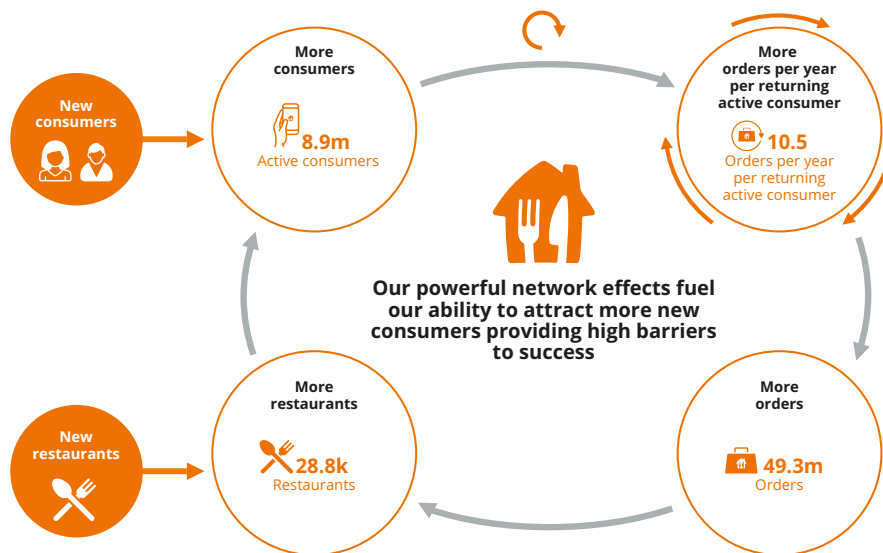 New
consumers
More
consumers
8.9m
Active consumers
More
orders per year
per returning
active consumer
10.5
Orders per year
per returning
active consumer
Our powerful network effects fuel
our ability to attract more new
consumers providing high barriers
to success
New
restaurants
More
restaurants
28.8k
Restaurants
More
orders
49.3m
Orders